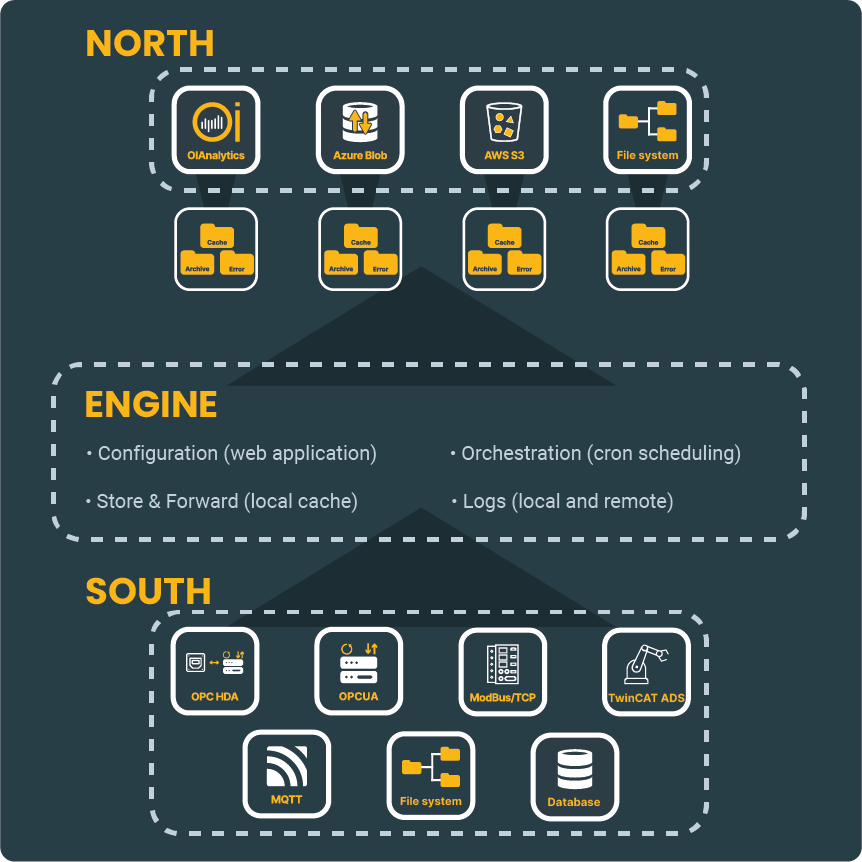 NORTH
OIAnalytics
Azure Blob
AWS S3
File system
Cache
Archive Error
Cache
Archive Error
Cache
Archive Error
Cache
Archive Error
ENGINE
• Configuration (web application)
• Orchestration (cron scheduling)
• Store & Forward (local cache)
• Logs (local and remote)
SOUTH
OPC HDA
OPCUA
ModBus/TCP
TwinCAT ADS
MQTT
File system
Database